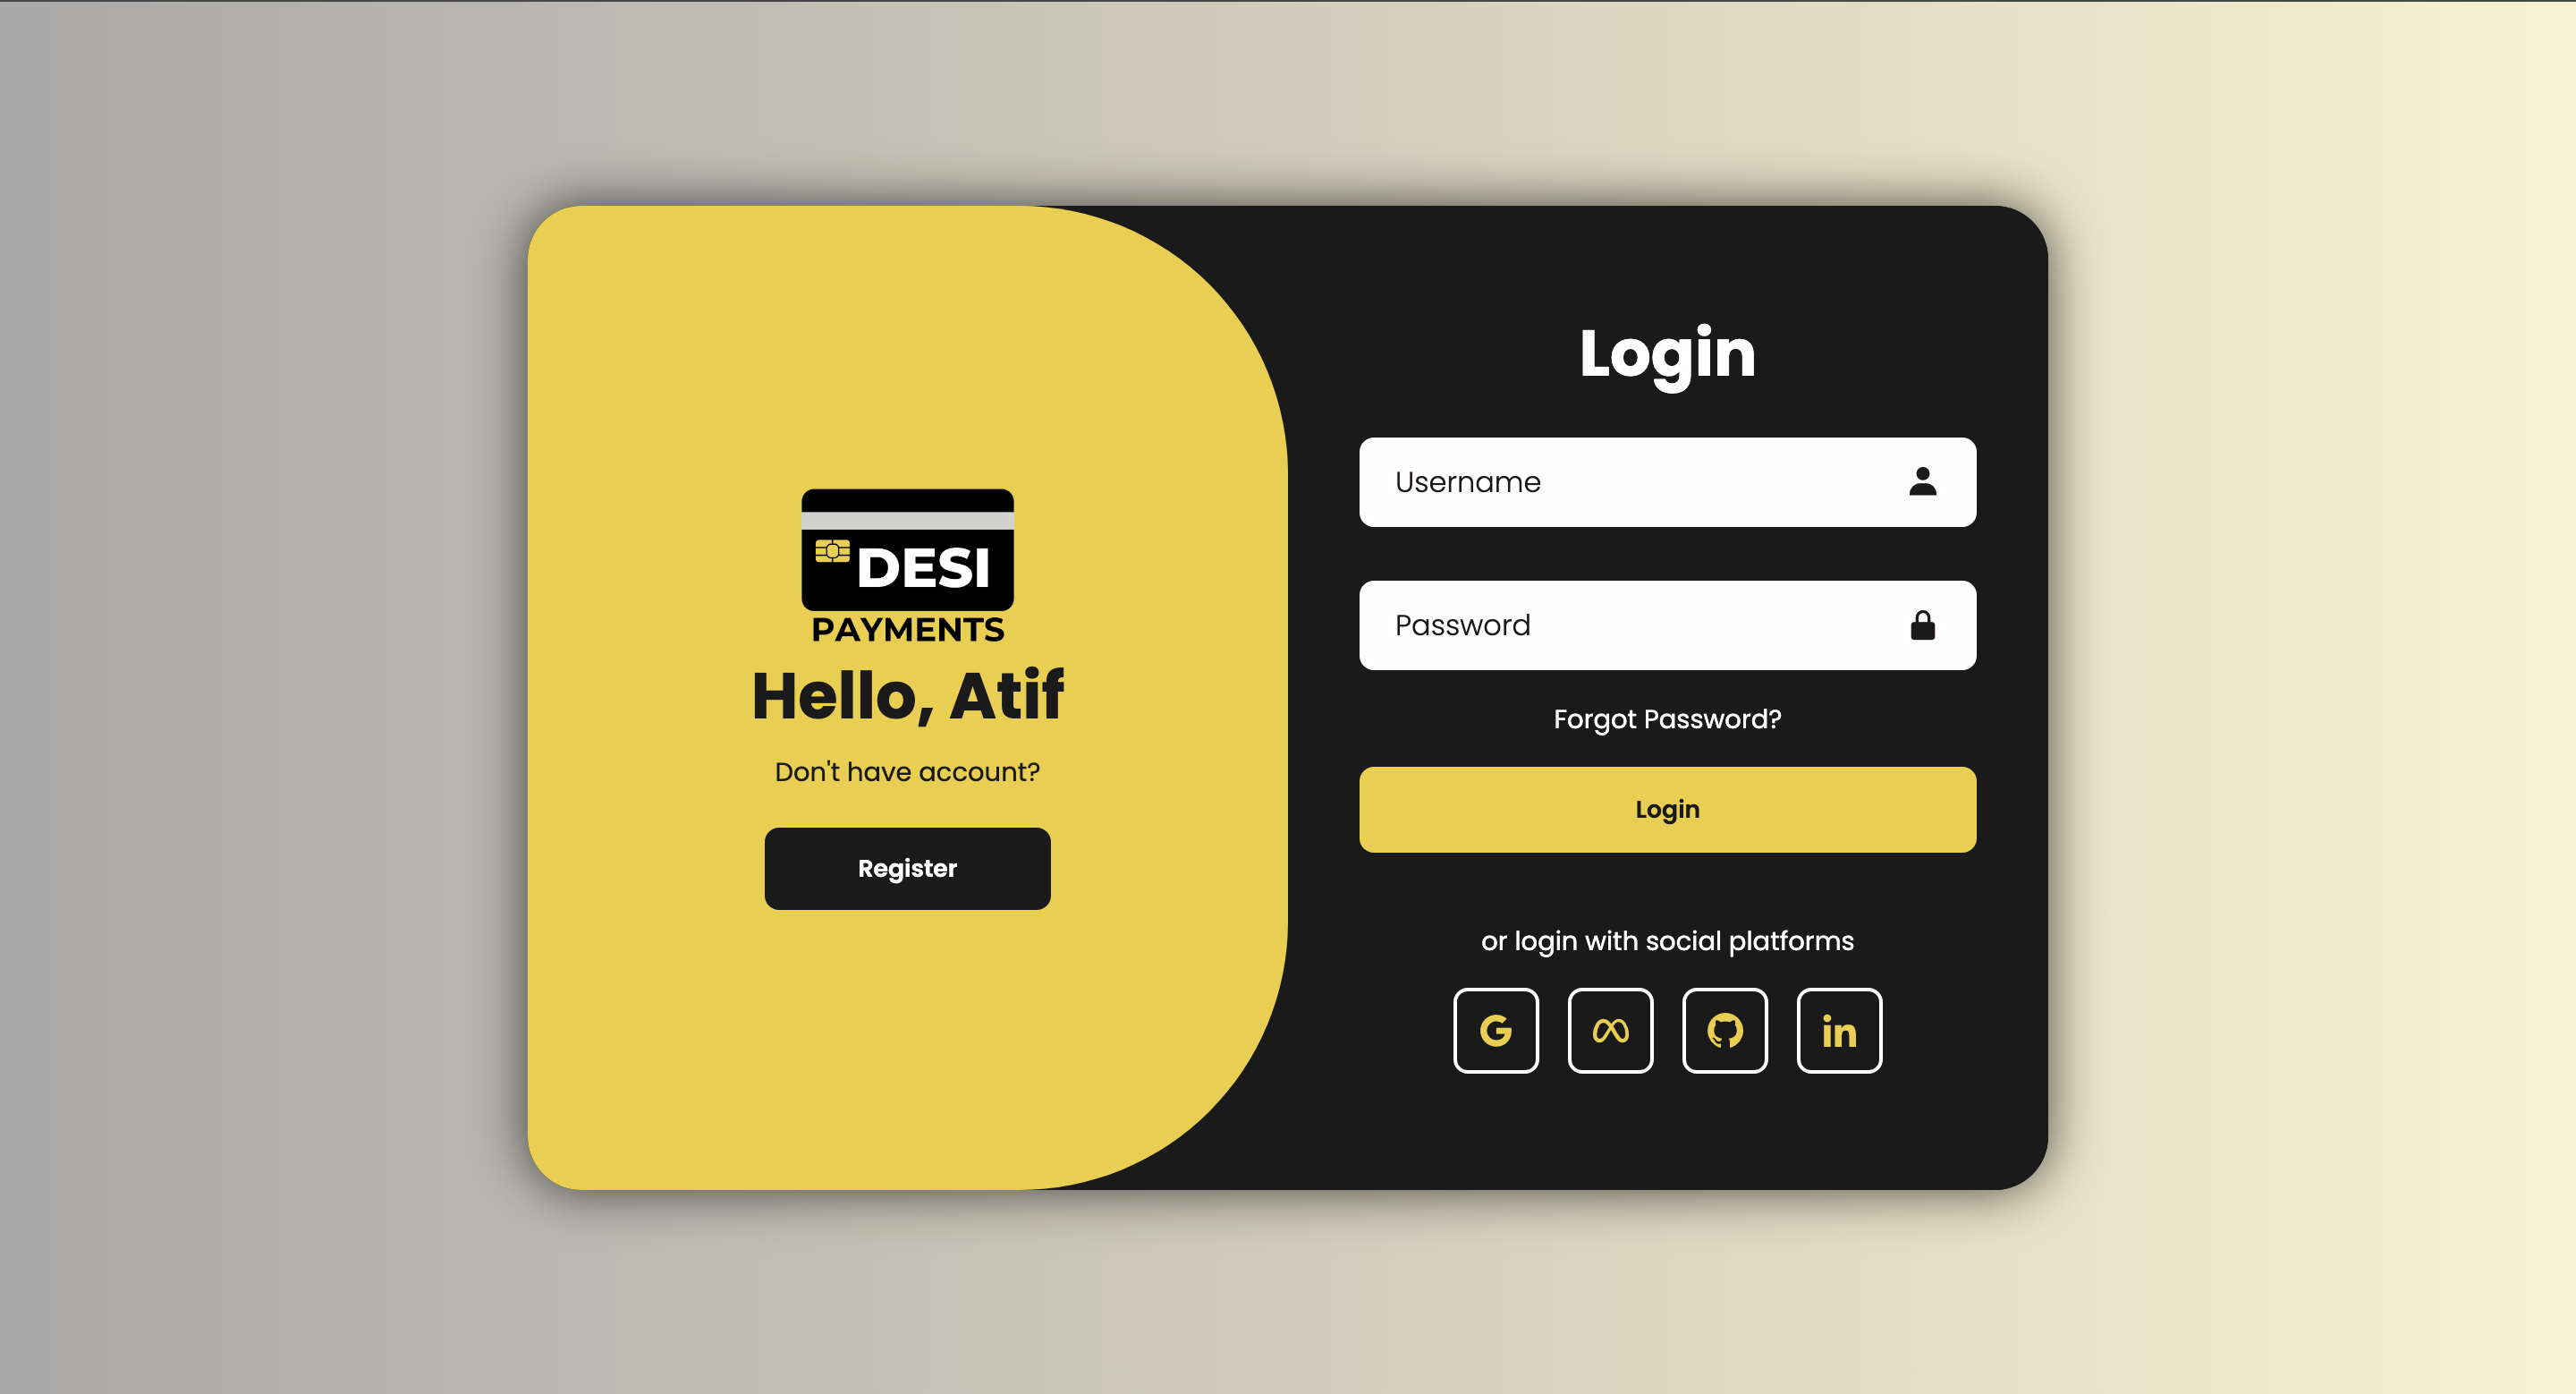 DESI
PAYMENTS
Hello, Atif
Don't have account?
Register
Login
Username
Password
Forgot Password?
Login
or login with social platforms